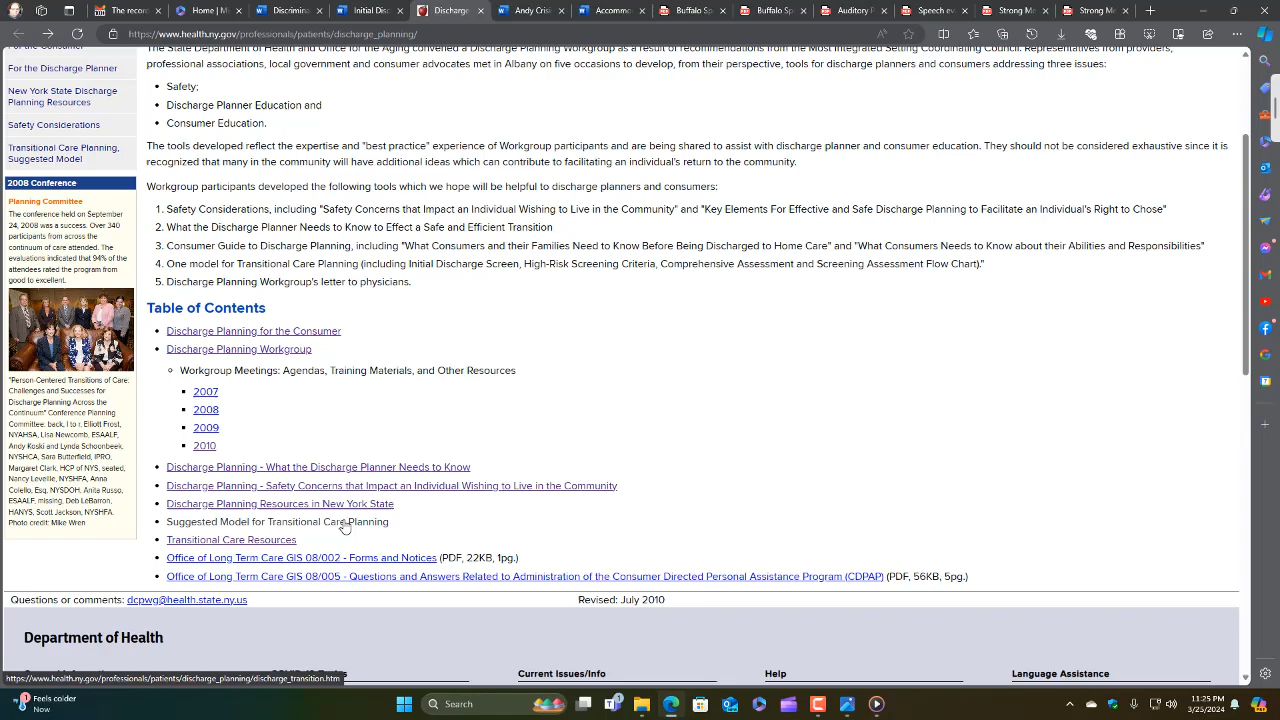 The record
Home | Mi
Discriminat
Initial Disc
Discharge
Andy Criski
Accommo
Buffalo Spe
Buffalo Spe
Auditory P
Speech eva
Strong Me
Strong Me
https://www.health.ny.gov/professionals/patients/discharge_planning/
For the Consumer
For the Discharge Planner
New York State Discharge
Planning Resources
Safety Considerations
Transitional Care Planning,
Suggested Model
2008 Conference
Planning Committee
The conference held on September
24, 2008 was a success. Over 340
participants from across the
continuum of care attended. The
evaluations indicated that 94% of the
attendees rated the program from
good to excellent.
"Person-Centered Transitions of Care:
Challenges and Successes for
Discharge Planning Across the
Continuum" Conference Planning
Committee: back, l to r, Elliott Frost,
NYAHSA, Lisa Newcomb, ESAALF,
Andy Koski and Lynda Schoonbeek,
NYSHCA, Sara Butterfield, IPRO,
Margaret Clark, HCP of NYS, seated,
Nancy Leveille, NYSHFA, Anna
Colello, Esq, NYSDOH. Anita Russo,
ESAALF, missing, Deb LeBarron,
HANYS, Scott Jackson, NYSHFA.
Photo credit: Mike Wren
The State Department of Health and Office for the Aging convened a Discharge Planning Workgroup as a result of recommendations from the Most Integrated Setting Coordinating Council. Representatives from providers,
professional associations, local government and consumer advocates met in Albany on five occasions to develop, from their perspective, tools for discharge planners and consumers addressing three issues:
• Safety;
• Discharge Planner Education and
• Consumer Education.
The tools developed reflect the expertise and "best practice" experience of Workgroup participants and are being shared to assist with discharge planner and consumer education. They should not be considered exhaustive since it is
recognized that many in the community will have additional ideas which can contribute to facilitating an individual's return to the community.
Workgroup participants developed the following tools which we hope will be helpful to discharge planners and consumers:
1. Safety Considerations, including "Safety Concerns that Impact an Individual Wishing to Live in the Community" and "Key Elements For Effective and Safe Discharge Planning to Facilitate an Individual's Right to Chose"
2. What the Discharge Planner Needs to Know to Effect a Safe and Efficient Transition
3. Consumer Guide to Discharge Planning, including "What Consumers and their Families Need to Know Before Being Discharged to Home Care" and "What Consumers Needs to Know about their Abilities and Responsibilities"
4. One model for Transitional Care Planning (including Initial Discharge Screen, High-Risk Screening Criteria, Comprehensive Assessment and Screening Assessment Flow Chart)."
5. Discharge Planning Workgroup's letter to physicians.
Table of Contents
• Discharge Planning for the Consumer
• Discharge Planning Workgroup
Workgroup Meetings: Agendas, Training Materials, and Other Resources
2007
2008
2009
2010
• Discharge Planning - What the Discharge Planner Needs to Know
• Discharge Planning - Safety Concerns that Impact an Individual Wishing to Live in the Community
• Discharge Planning Resources in New York State
• Suggested Model for Transitional Care Planning
• Transitional Care Resources
• Office of Long Term Care GIS 08/002 - Forms and Notices (PDF, 22KB, 1pg.)
• Office of Long Term Care GIS 08/005 - Questions and Answers Related to Administration of the Consumer Directed Personal Assistance Program (CDPAP) (PDF, 56KB, 5pg.)
Questions or comments: dcpwg@health.state.ny.us
Revised: July 2010
Department of Health
Current Issues/Info
Help
Language Assistance
https://www.health.ny.gov/professionals/patients/discharge_planning/discharge_transition.htm
Feels colder
Now
Search
11:25 PM
3/25/2024